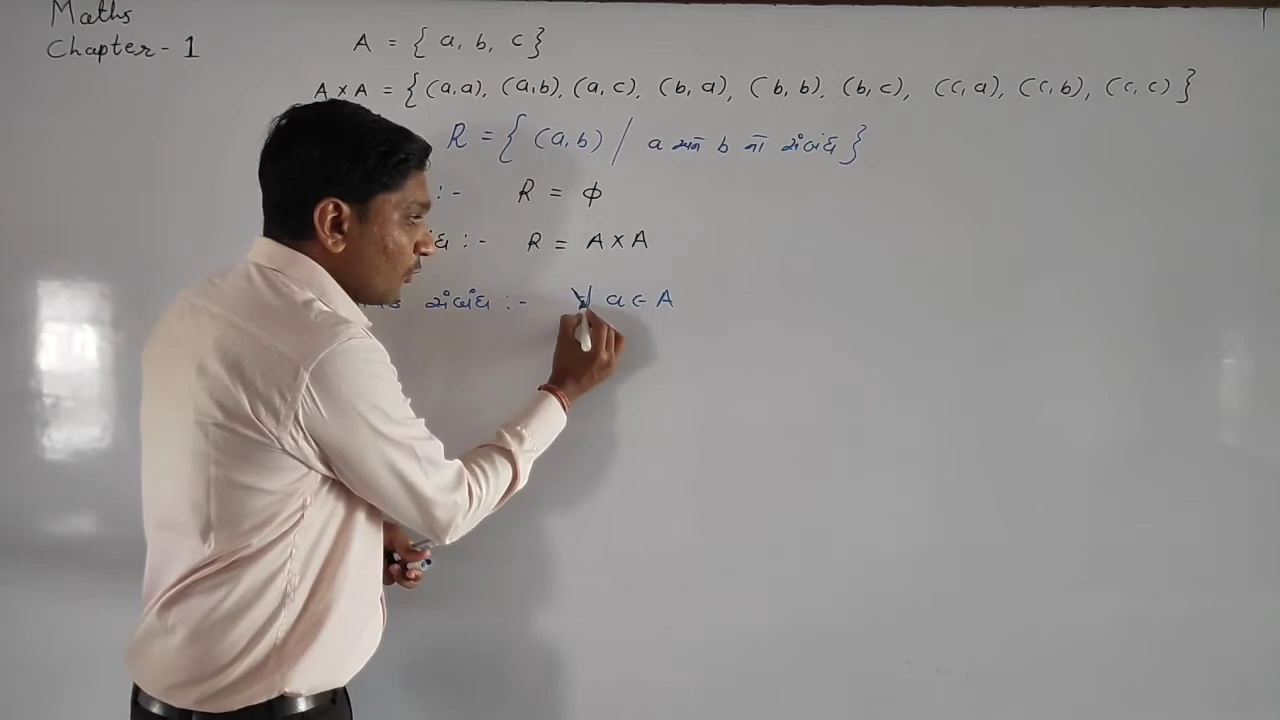 Maths
Chapter - 1
A = { a, b, c }
A × A = { (a,a), (a,b), (a,c), (b,a), (b,b), (b,c), (c,a), (c,b), (c,c) }
R = { (a,b) / a અને b નો સંબંધ }
:- R = ϕ
:- R = A × A
સંબંધ :- ∀ a ∈ A